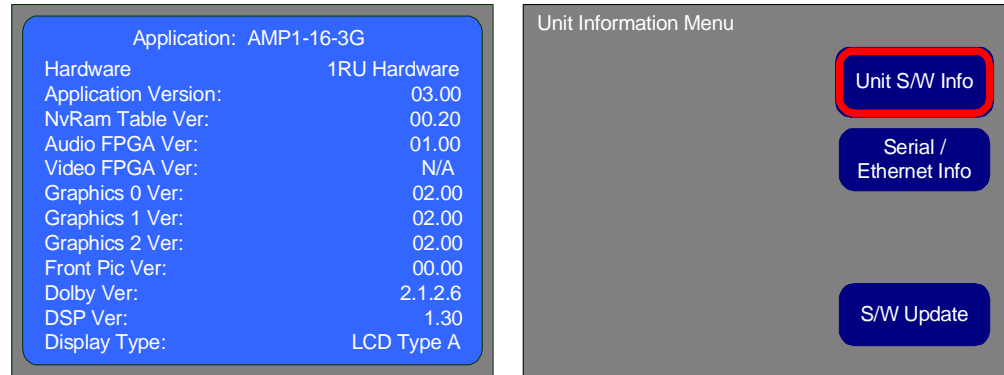 Application: AMP1-16-3G
Hardware 1RU Hardware
Application Version: 03.00
NvRam Table Ver: 00.20
Audio FPGA Ver: 01.00
Video FPGA Ver: N/A
Graphics 0 Ver: 02.00
Graphics 1 Ver: 02.00
Graphics 2 Ver: 02.00
Front Pic Ver: 00.00
Dolby Ver: 2.1.2.6
DSP Ver: 1.30
Display Type: LCD Type A
Unit Information Menu
Unit S/W Info
Serial /
Ethernet Info
S/W Update